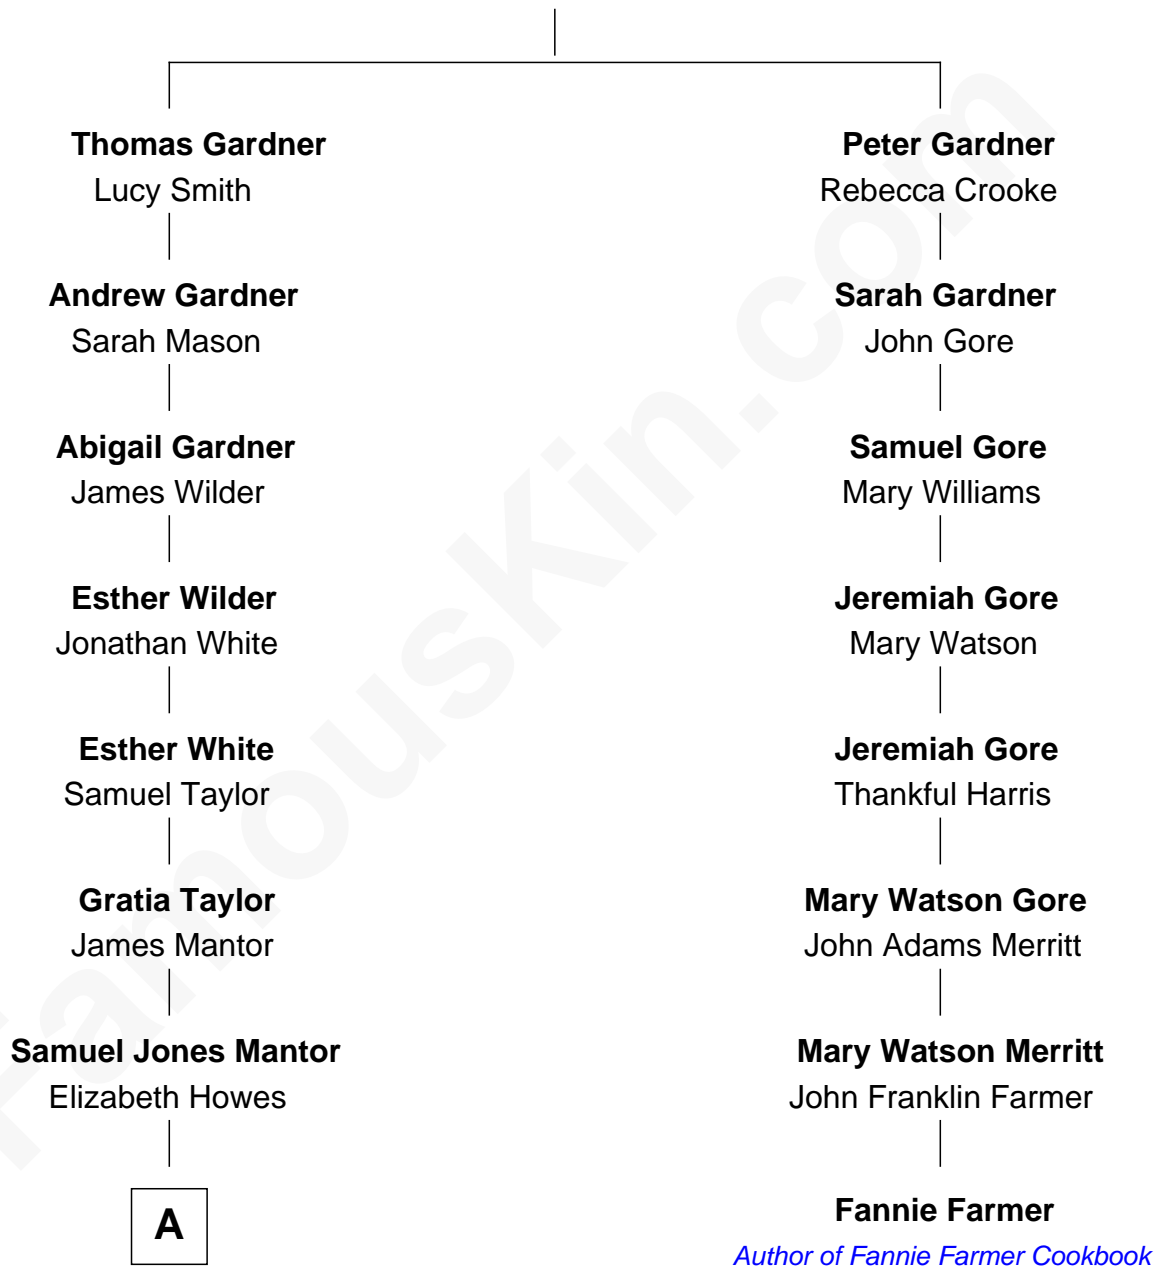 Thomas Gardner
Lucy Smith
Andrew Gardner
Sarah Mason
Abigail Gardner
James Wilder
Esther Wilder
Jonathan White
Esther White
Samuel Taylor
Gratia Taylor
James Mantor
Samuel Jones Mantor
Elizabeth Howes
A
Peter Gardner
Rebecca Crooke
Sarah Gardner
John Gore
Samuel Gore
Mary Williams
Jeremiah Gore
Mary Watson
Jeremiah Gore
Thankful Harris
Mary Watson Gore
John Adams Merritt
Mary Watson Merritt
John Franklin Farmer
Fannie Farmer
Author of Fannie Farmer Cookbook
FamousKin.com